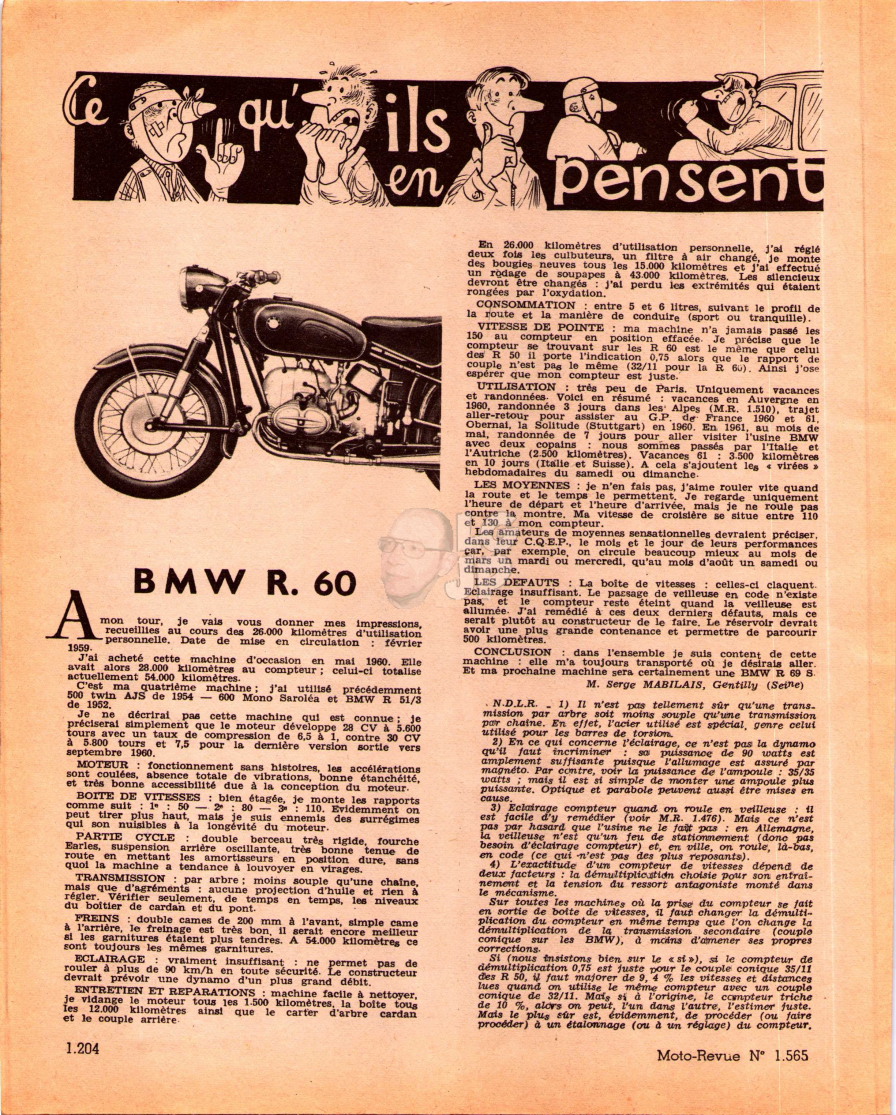 Ce qu' ils en pensent
BMW R. 60
A mon tour, je vais vous donner mes impressions,
recueillies au cours des 26.000 kilomètres d'utilisation
personnelle. Date de mise en circulation : février
1959.
J'ai acheté cette machine d'occasion en mai 1960. Elle
avait alors 28.000 kilomètres au compteur ; celui-ci totalise
actuellement 54.000 kilomètres.
C'est ma quatrième machine ; j'ai utilisé précédemment
500 twin AJS de 1954 — 600 Mono Saroléa et BMW R 51/3
de 1952.
Je ne décrirai pas cette machine qui est connue ; je
préciserai simplement que le moteur développe 28 CV à 5.600
tours avec un taux de compression de 6,5 à 1, contre 30 CV
à 5.800 tours et 7,5 pour la dernière version sortie vers
septembre 1960.
MOTEUR : fonctionnement sans histoires, les accélérations
sont coulées, absence totale de vibrations, bonne étanchéité,
et très bonne accessibilité due à la conception du moteur.
BOITE DE VITESSES : bien étagée, je monte les rapports
comme suit : 1re : 50 — 2e : 80 — 3e : 110. Evidemment on
peut tirer plus haut, mais je suis ennemis des surrégimes
qui son nuisibles à la longévité du moteur.
PARTIE CYCLE : double berceau très rigide, fourche
Earles, suspension arrière oscillante, très bonne tenue de
route en mettant les amortisseurs en position dure, sans
quoi la machine a tendance à louvoyer en virages.
TRANSMISSION : par arbre ; moins souple qu'une chaîne,
mais que d'agréments : aucune projection d'huile et rien à
régler. Vérifier seulement, de temps en temps, les niveaux
du boîtier de cardan et du pont.
FREINS : double cames de 200 mm à l'avant, simple came
à l'arrière, le freinage est très bon, il serait encore meilleur
si les garnitures étaient plus tendres. A 54.000 kilomètres ce
sont toujours les mêmes garnitures.
ECLAIRAGE : vraiment insuffisant : ne permet pas de
rouler à plus de 90 km/h en toute sécurité. Le constructeur
devrait prévoir une dynamo d'un plus grand débit.
ENTRETIEN ET REPARATIONS : machine facile à nettoyer,
je vidange le moteur tous les 1.500 kilomètres, la boîte tous
les 12.000 kilomètres ainsi que le carter d'arbre cardan
et le couple arrière.
En 26.000 kilomètres d'utilisation personnelle, j'ai réglé
deux fois les culbuteurs, un filtre à air changé, je monte
des bougies neuves tous les 15.000 kilomètres et j'ai effectué
un rodage de soupapes à 43.000 kilomètres. Les silencieux
devront être changés : j'ai perdu les extrémités qui étaient
rongées par l'oxydation.
CONSOMMATION : entre 5 et 6 litres, suivant le profil de
la route et la manière de conduire (sport ou tranquille).
VITESSE DE POINTE : ma machine n'a jamais passé les
150 au compteur en position effacée. Je précise que le
compteur se trouvant sur les R 60 est le même que celui
des R 50 il porte l'indication 0,75 alors que le rapport de
couple n'est pas le même (32/11 pour la R 60). Ainsi j'ose
espérer que mon compteur est juste.
UTILISATION : très peu de Paris. Uniquement vacances
et randonnées. Voici en résumé : vacances en Auvergne en
1960, randonnée 3 jours dans les Alpes (M.R. 1.510), trajet
aller-retour pour assister au G.P. de France 1960 et 61,
Obernai, la Solitude (Stuttgart) en 1960. En 1961, au mois de
mai, randonnée de 7 jours pour aller visiter l'usine BMW
avec deux copains : nous sommes passés par l'Italie et
l'Autriche (2.500 kilomètres). Vacances 61 : 3.500 kilomètres
en 10 jours (Italie et Suisse). A cela s'ajoutent les « virées »
hebdomadaires du samedi ou dimanche.
LES MOYENNES : je n'en fais pas, j'aime rouler vite quand
la route et le temps le permettent. Je regarde uniquement
l'heure de départ et l'heure d'arrivée, mais je ne roule pas
contre la montre. Ma vitesse de croisière se situe entre 110
et 130 à mon compteur.
Les amateurs de moyennes sensationnelles devraient préciser,
dans leur C.Q.E.P., le mois et le jour de leurs performances
car, par exemple, on circule beaucoup mieux au mois de
mars un mardi ou mercredi, qu'au mois d'août un samedi ou
dimanche.
LES DEFAUTS : La boîte de vitesses : celles-ci claquent.
Eclairage insuffisant. Le passage de veilleuse en code n'existe
pas, et le compteur reste éteint quand la veilleuse est
allumée. J'ai remédié à ces deux derniers défauts, mais ce
serait plutôt au constructeur de le faire. Le réservoir devrait
avoir une plus grande contenance et permettre de parcourir
500 kilomètres.
CONCLUSION : dans l'ensemble je suis content de cette
machine : elle m'a toujours transporté où je désirais aller.
Et ma prochaine machine sera certainement une BMW R 69 S.
M. Serge MABILAIS, Gentilly (Seine)
N.D.L.R. - 1) Il n'est pas tellement sûr qu'une trans-
mission par arbre soit moins souple qu'une transmission
par chaîne. En effet, l'acier utilisé est spécial, genre celui
utilisé pour les barres de torsion.
2) En ce qui concerne l'éclairage, ce n'est pas la dynamo
qu'il faut incriminer : sa puissance de 90 watts est
amplement suffisante puisque l'allumage est assuré par
magnéto. Par contre, voir la puissance de l'ampoule : 35/35
watts ; mais il est si simple de monter une ampoule plus
puissante. Optique et parabole peuvent aussi être mises en
cause.
3) Eclairage compteur quand on roule en veilleuse : il
est facile d'y remédier (voir M.R. 1.476). Mais ce n'est
pas par hasard que l'usine ne le fait pas : en Allemagne,
la veilleuse n'est qu'un feu de stationnement (donc pas
besoin d'éclairage compteur) et, en ville, on roule, là-bas,
en code (ce qui n'est pas des plus reposants).
4) L'exactitude d'un compteur de vitesses dépend de
deux facteurs : la démultiplication choisie pour son entraî-
nement et la tension du ressort antagoniste monté dans
le mécanisme.
Sur toutes les machines où la prise du compteur se fait
en sortie de boîte de vitesses, il faut changer la démulti-
plication du compteur en même temps que l'on change la
démultiplication de la transmission secondaire (couple
conique sur les BMW), à moins d'amener ses propres
corrections.
Si (nous insistons bien sur le « si »), si le compteur de
démultiplication 0,75 est juste pour le couple conique 35/11
des R 50, il faut majorer de 9, 4 % les vitesses et distances
lues quand on utilise le même compteur avec un couple
conique de 32/11. Mais si à l'origine, le compteur triche
de 10 %, alors on peut, l'un dans l'autre, l'estimer juste.
Mais le plus sûr est, évidemment, de procéder (ou faire
procéder) à un étalonnage (ou à un réglage) du compteur.
1.204
Moto-Revue N° 1.565